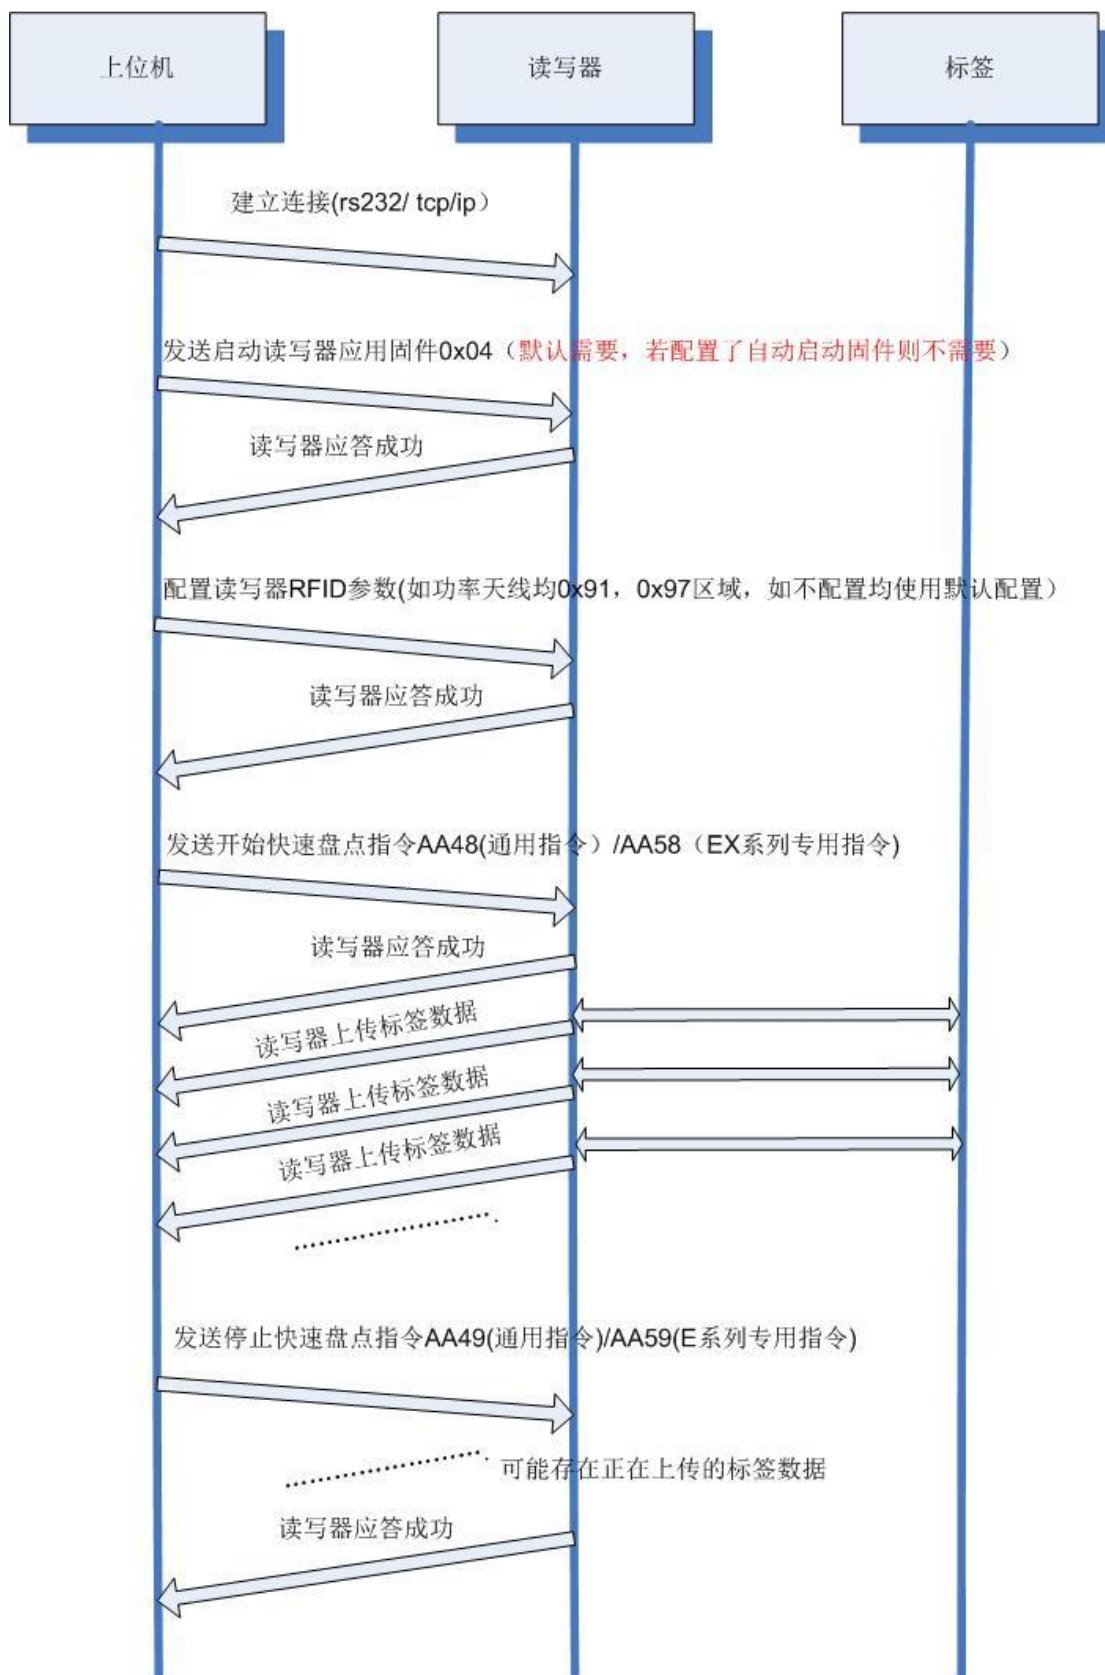 上位机
读写器
标签
建立连接(rs232/ tcp/ip）
发送启动读写器应用固件0x04（默认需要，若配置了自动启动固件则不需要）
读写器应答成功
配置读写器RFID参数(如功率天线均0x91，0x97区域，如不配置均使用默认配置）
读写器应答成功
发送开始快速盘点指令AA48(通用指令）/AA58（EX系列专用指令)
读写器应答成功
读写器上传标签数据
读写器上传标签数据
读写器上传标签数据
发送停止快速盘点指令AA49(通用指令)/AA59(E系列专用指令)
可能存在正在上传的标签数据
读写器应答成功